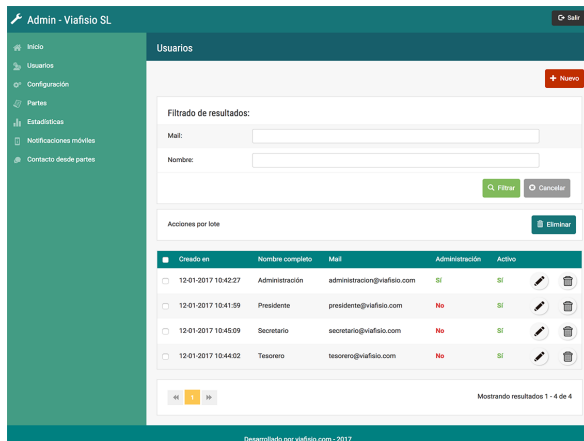 Admin - Viafisio SL
Salir
Inicio
Usuarios
Configuración
Partes
Estadísticas
Notificaciones móviles
Contacto desde partes
Usuarios
+ Nuevo
Filtrado de resultados:
Mail:
Nombre:
Filtrar Cancelar
Acciones por lote Eliminar
Creado en Nombre completo Mail Administración Activo
12-01-2017 10:42:27 Administración administracion@viafisio.com Sí Sí
12-01-2017 10:41:59 Presidente presidente@viafisio.com No Sí
12-01-2017 10:45:09 Secretario secretario@viafisio.com No Sí
12-01-2017 10:44:02 Tesorero tesorero@viafisio.com No Sí
1
Mostrando resultados 1 - 4 de 4
Desarrollado por viafisio.com - 2017